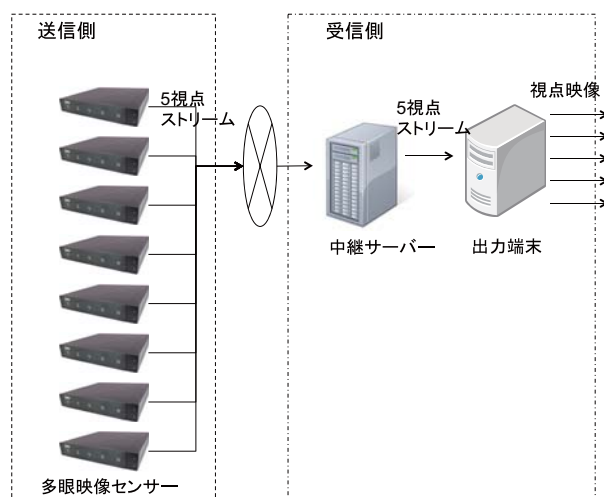 送信側
受信側
5視点
ストリーム
5視点
ストリーム
視点映像
中継サーバー
出力端末
多眼映像センサー